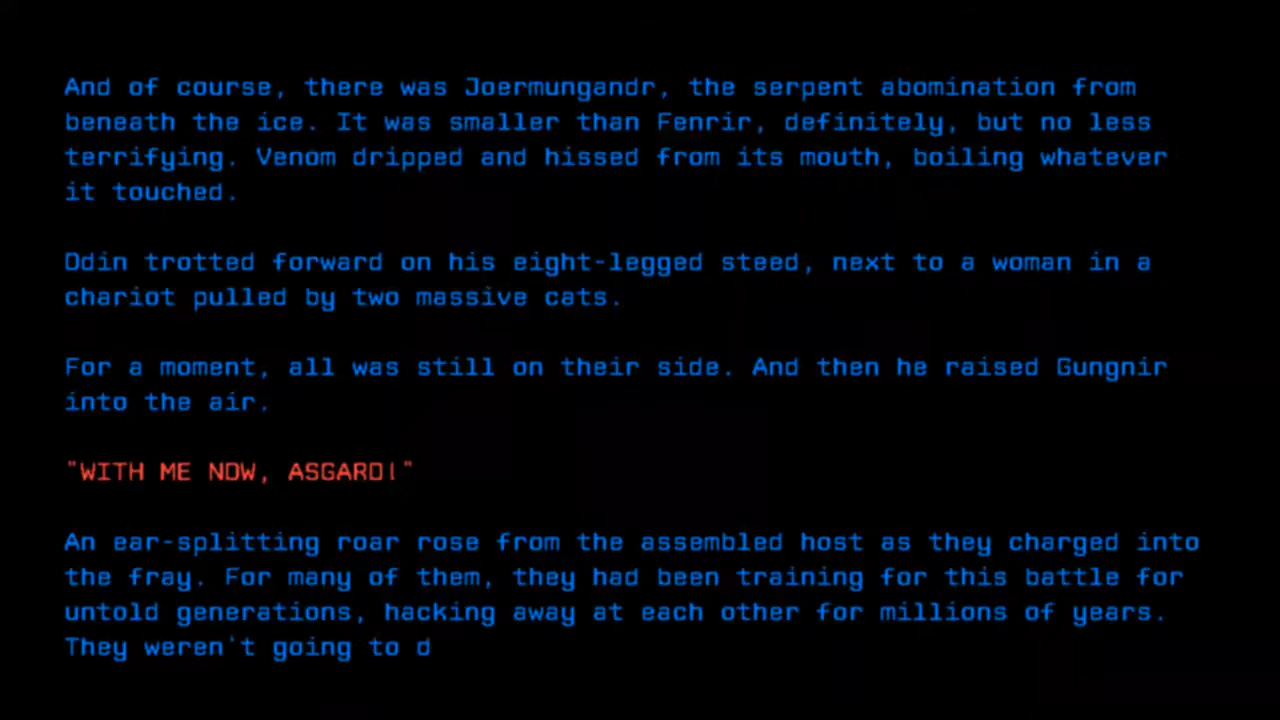 And of course, there was Joermungandr, the serpent abomination from
beneath the ice. It was smaller than Fenrir, definitely, but no less
terrifying. Venom dripped and hissed from its mouth, boiling whatever
it touched.
Odin trotted forward on his eight-legged steed, next to a woman in a
chariot pulled by two massive cats.
For a moment, all was still on their side. And then he raised Gungnir
into the air.
"WITH ME NOW, ASGARD!"
An ear-splitting roar rose from the assembled host as they charged into
the fray. For many of them, they had been training for this battle for
untold generations, hacking away at each other for millions of years.
They weren't going to d